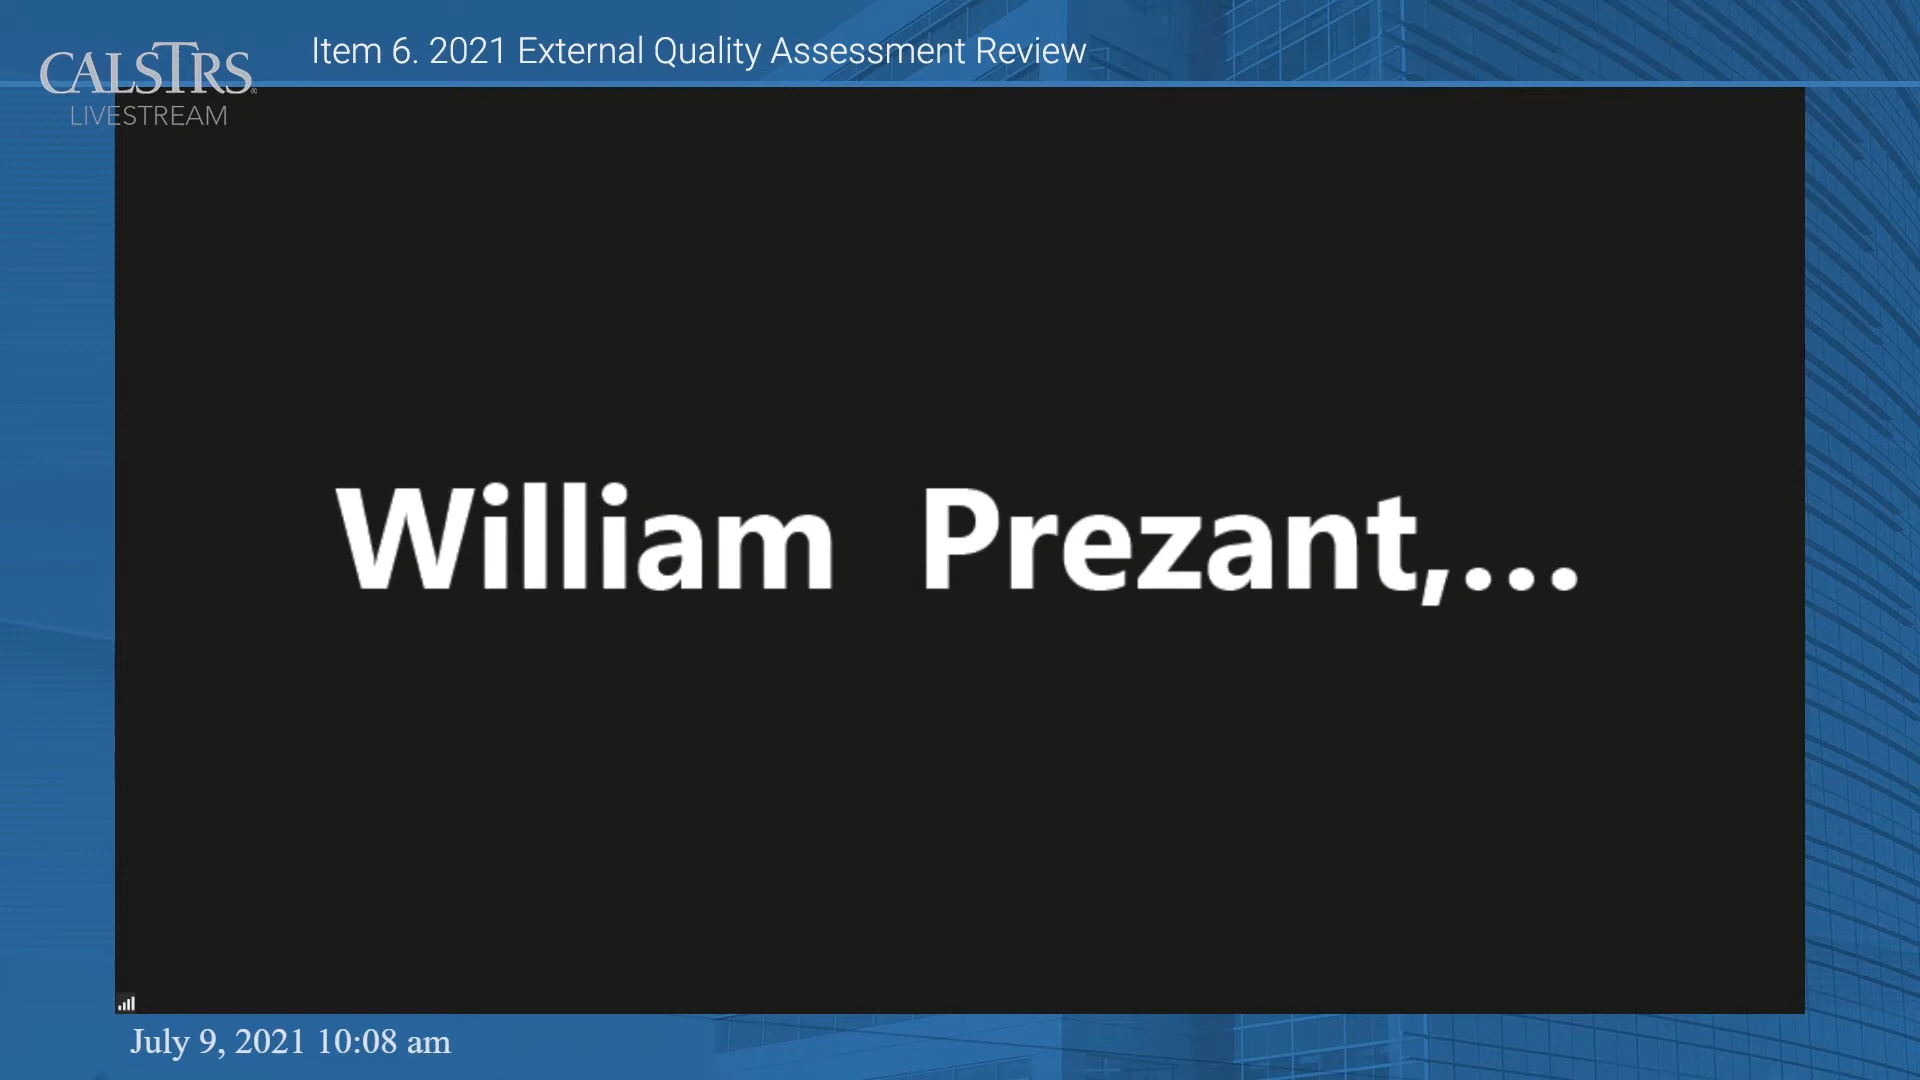 Item 6. 2021 External Quality Assessment Review
CALSTRS®
LIVESTREAM
William  Prezant,...
July 9, 2021 10:08 am